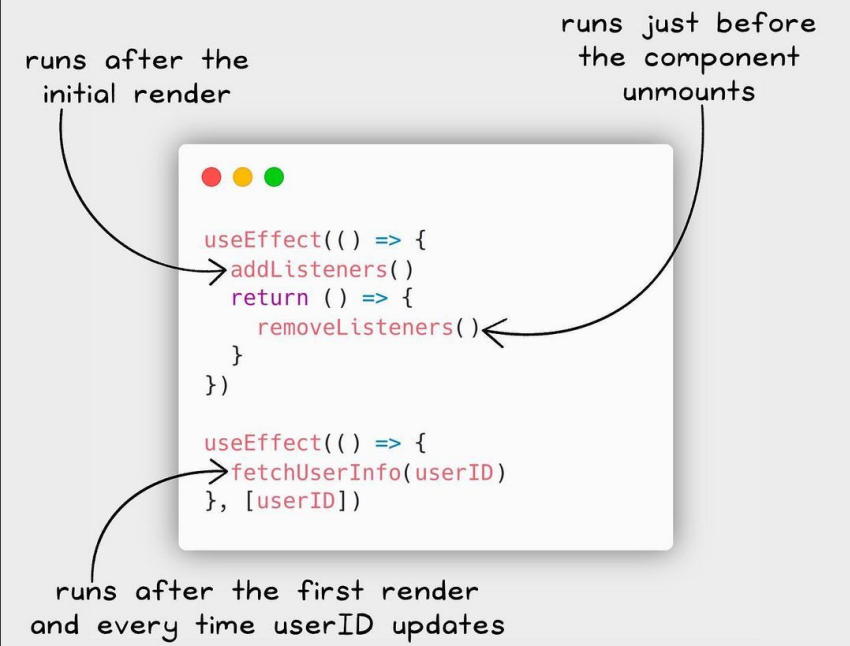 runs after the
initial render
runs just before
the component
unmounts
useEffect(() => {
  addListeners()
  return () => {
    removeListeners()
  }
})
useEffect(() => {
  fetchUserInfo(userID)
}, [userID])
runs after the first render
and every time userID updates